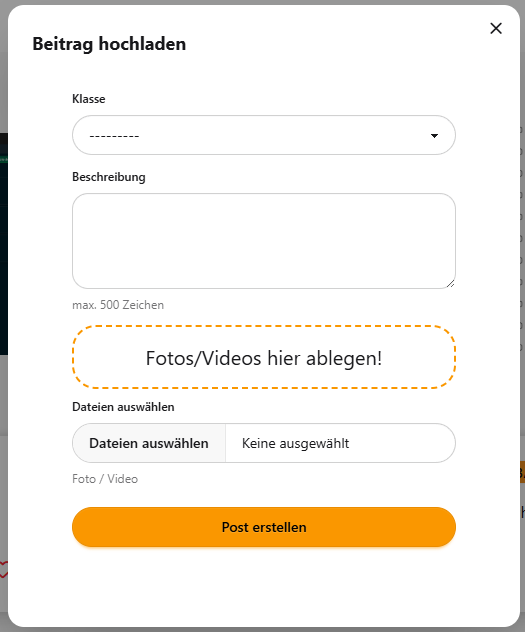 Beitrag hochladen
Klasse
---------
Beschreibung
max. 500 Zeichen
Fotos/Videos hier ablegen!
Dateien auswählen
Dateien auswählen Keine ausgewählt
Foto / Video
Post erstellen